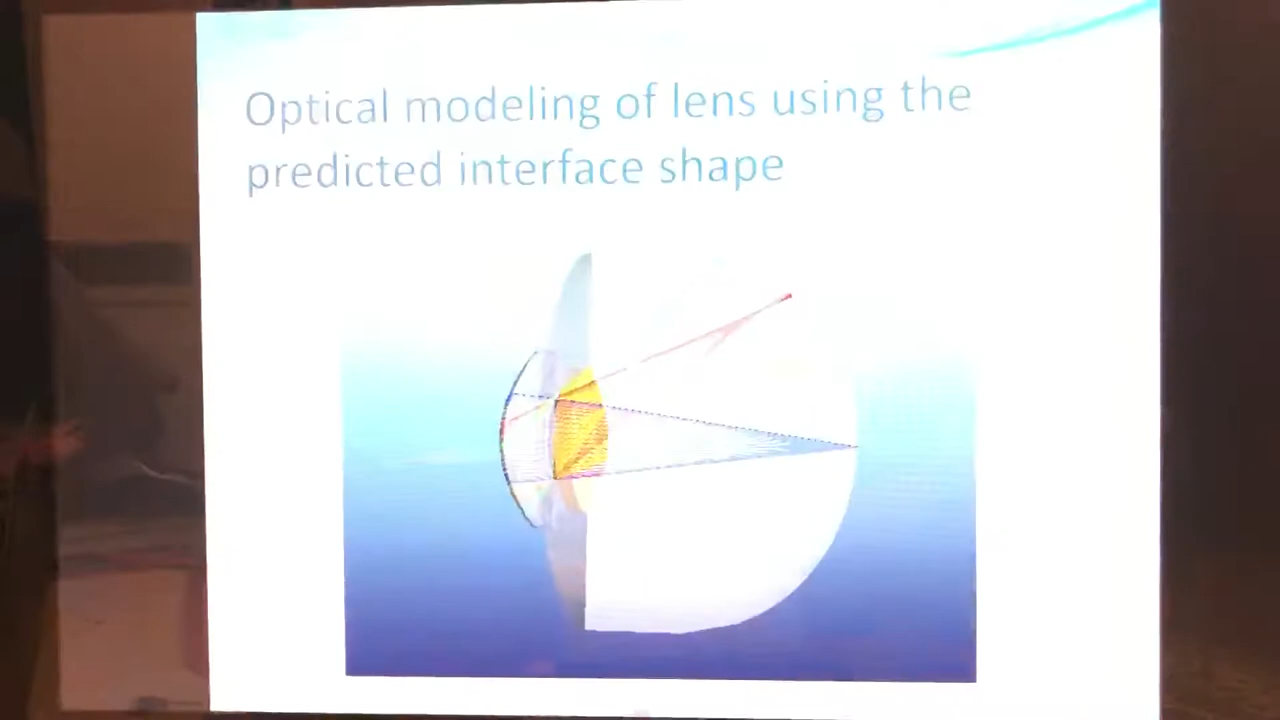 Optical modeling of lens using the
predicted interface shape